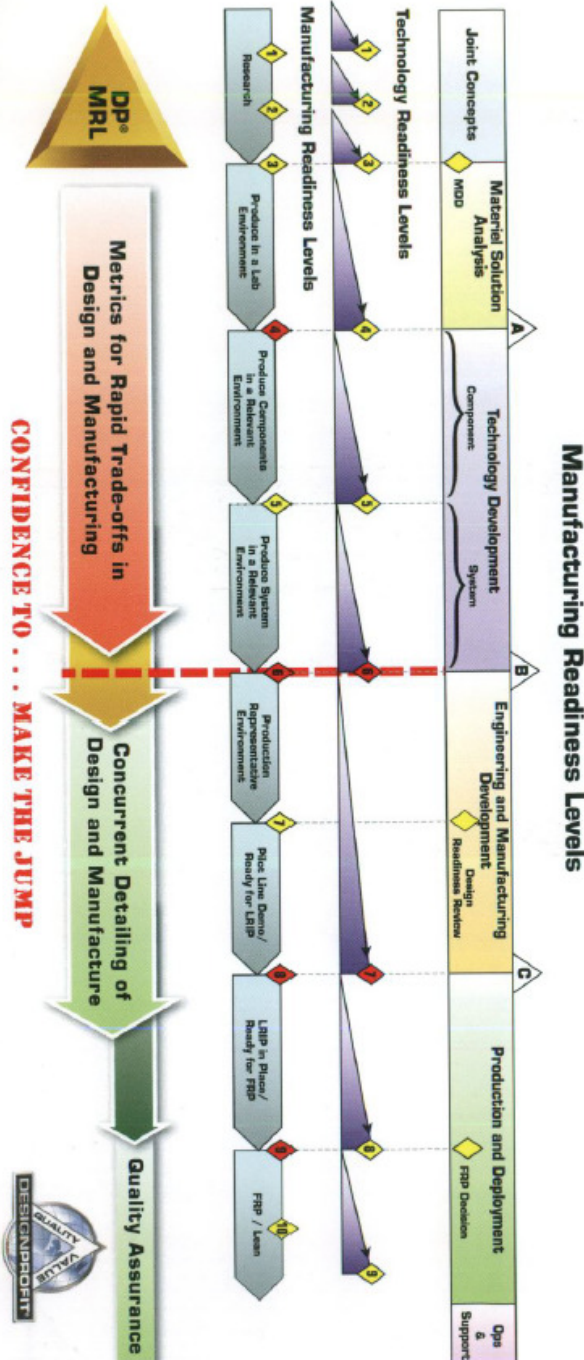 Manufacturing Readiness Levels
A
B
C
Joint Concepts
Materiel Solution
Analysis
MDD
Technology Development
Component
System
Engineering and Manufacturing
Development
Design
Readiness Review
Production and Deployment
FRP Decision
Ops
&
Support
Technology Readiness Levels
1
2
3
4
5
6
7
8
9
Manufacturing Readiness Levels
1
2
3
4
5
6
7
8
9
10
Research
Produce in a Lab
Environment
Produce Components
in a Relevant
Environment
Produce System
in a Relevant
Environment
Production
Representative
Environment
Pilot Line Demo/
Ready for LRIP
LRIP in Place/
Ready for FRP
FRP / Lean
DP®
MRL
Metrics for Rapid Trade-offs in
Design and Manufacturing
Concurrent Detailing of
Design and Manufacture
Quality Assurance
CONFIDENCE TO . . . MAKE THE JUMP
QUALITY
VALUE
DESIGNPROFIT